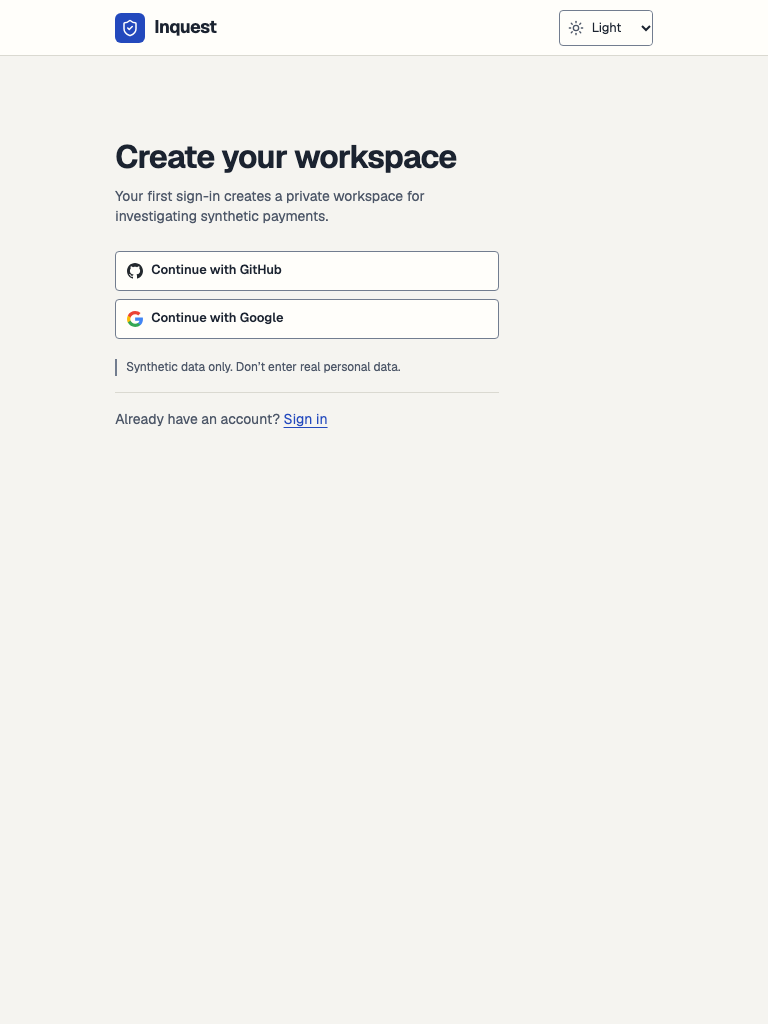 Inquest
Light
Create your workspace
Your first sign-in creates a private workspace for
investigating synthetic payments.
Continue with GitHub
Continue with Google
Synthetic data only. Don’t enter real personal data.
Already have an account? Sign in